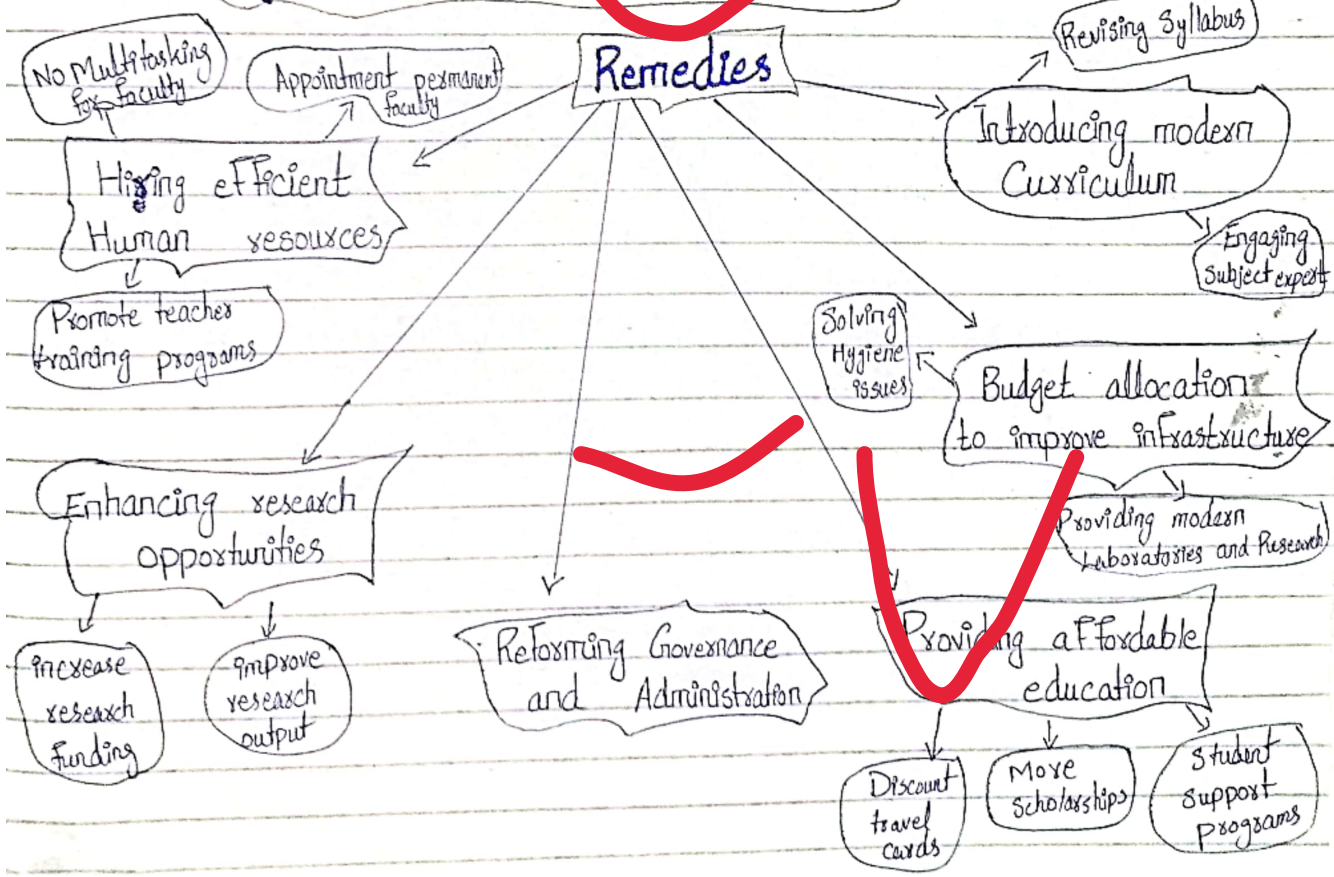 Remedies
Revising Syllabus
No Multitasking
for faculty
Appointment permanent
faculty
Introducing modern
Curriculum
Hiring efficient
Human resources
Engaging
Subject expert
Promote teacher
training programs
Solving
Hygiene
issues
Budget allocation
to improve infrastructure
Enhancing research
opportunities
Providing modern
Laboratories and Research
Reforming Governance
and Administration
Providing affordable
education
increase
research
funding
improve
research
output
Discount
travel
cards
More
Scholarships
Student
Support
programs